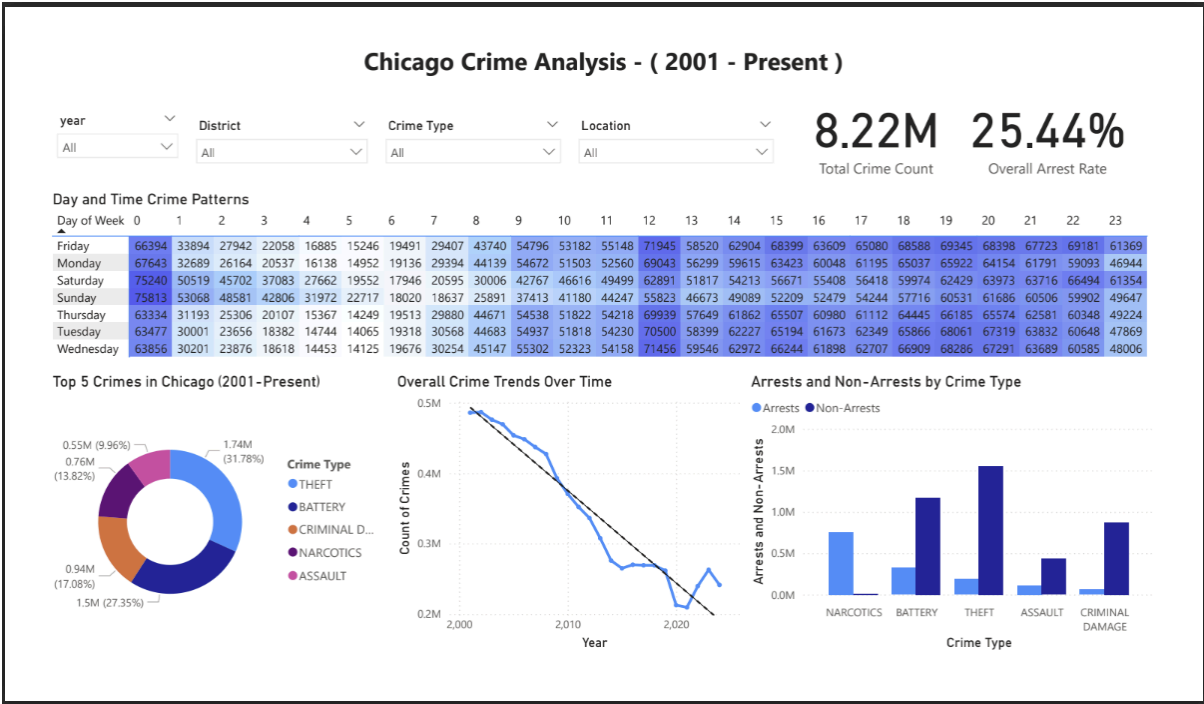 Chicago Crime Analysis - ( 2001 - Present )
year
All
District
All
Crime Type
All
Location
All
8.22M
Total Crime Count
25.44%
Overall Arrest Rate
Day and Time Crime Patterns
Day of Week 0 1 2 3 4 5 6 7 8 9 10 11 12 13 14 15 16 17 18 19 20 21 22 23
Friday 66394 33894 27942 22058 16885 15246 19491 29407 43740 54796 53182 55148 71945 58520 62904 68399 63609 65080 68588 69345 68398 67723 69181 61369
Monday 67643 32689 26164 20537 16138 14952 19136 29394 44139 54672 51503 52560 69043 56299 59615 63423 60048 61195 65037 65922 64154 61791 59093 46944
Saturday 75240 50519 45702 37083 27662 19552 17946 20595 30006 42767 46616 49499 62891 51817 54213 56671 55408 56418 59974 62429 63973 63716 66494 61354
Sunday 75813 53068 48581 42806 31972 22717 18020 18637 25891 37413 41180 44247 55823 46673 49089 52209 52479 54244 57716 60531 61686 60506 59902 49647
Thursday 63334 31193 25306 20107 15367 14249 19513 29880 44671 54538 51822 54218 69939 57649 61862 65507 60980 61112 64445 66185 65574 62581 60348 49224
Tuesday 63477 30001 23656 18382 14744 14065 19318 30568 44683 54937 51818 54230 70500 58399 62227 65194 61673 62349 65866 68061 67319 63832 60648 47869
Wednesday 63856 30201 23876 18618 14453 14125 19676 30254 45147 55302 52323 54158 71456 59546 62972 66244 61898 62707 66909 68286 67291 63689 60585 48006
Top 5 Crimes in Chicago (2001-Present)
0.55M (9.96%)
0.76M
(13.82%)
0.94M
(17.08%)
1.5M (27.35%)
1.74M
(31.78%)
Crime Type
THEFT
BATTERY
CRIMINAL D...
NARCOTICS
ASSAULT
Overall Crime Trends Over Time
Count of Crimes
0.5M
0.4M
0.3M
0.2M
2,000 2,010 2,020
Year
Arrests and Non-Arrests by Crime Type
Arrests Non-Arrests
Arrests and Non-Arrests
2.0M
1.5M
1.0M
0.5M
0.0M
NARCOTICS BATTERY THEFT ASSAULT CRIMINAL
DAMAGE
Crime Type